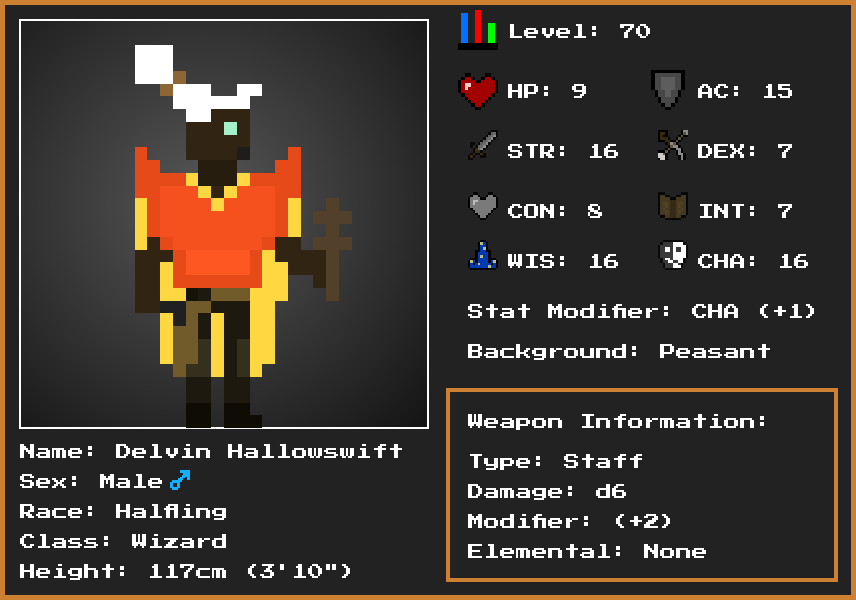 Level: 70
HP: 9 AC: 15
STR: 16 DEX: 7
CON: 8 INT: 7
WIS: 16 CHA: 16
Stat Modifier: CHA (+1)
Background: Peasant
Weapon Information:
Type: Staff
Damage: d6
Modifier: (+2)
Elemental: None
Name: Delvin Hallowswift
Sex: Male ♂
Race: Halfling
Class: Wizard
Height: 117cm (3'10")